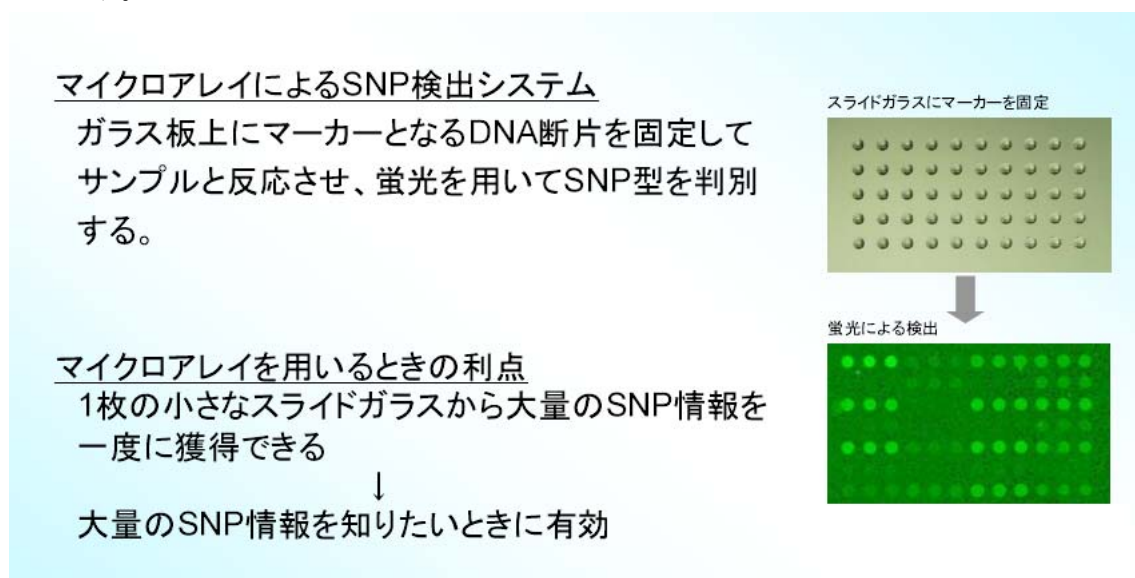 マイクロアレイによるSNP検出システム
ガラス板上にマーカーとなるDNA断片を固定して
サンプルと反応させ、蛍光を用いてSNP型を判別
する。
マイクロアレイを用いるときの利点
1枚の小さなスライドガラスから大量のSNP情報を
一度に獲得できる
↓
大量のSNP情報を知りたいときに有効
スライドガラスにマーカーを固定
蛍光による検出